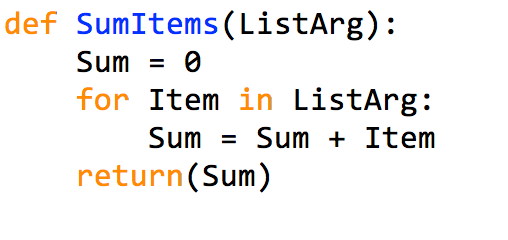 def SumItems(ListArg):
    Sum = 0
    for Item in ListArg:
        Sum = Sum + Item
    return(Sum)